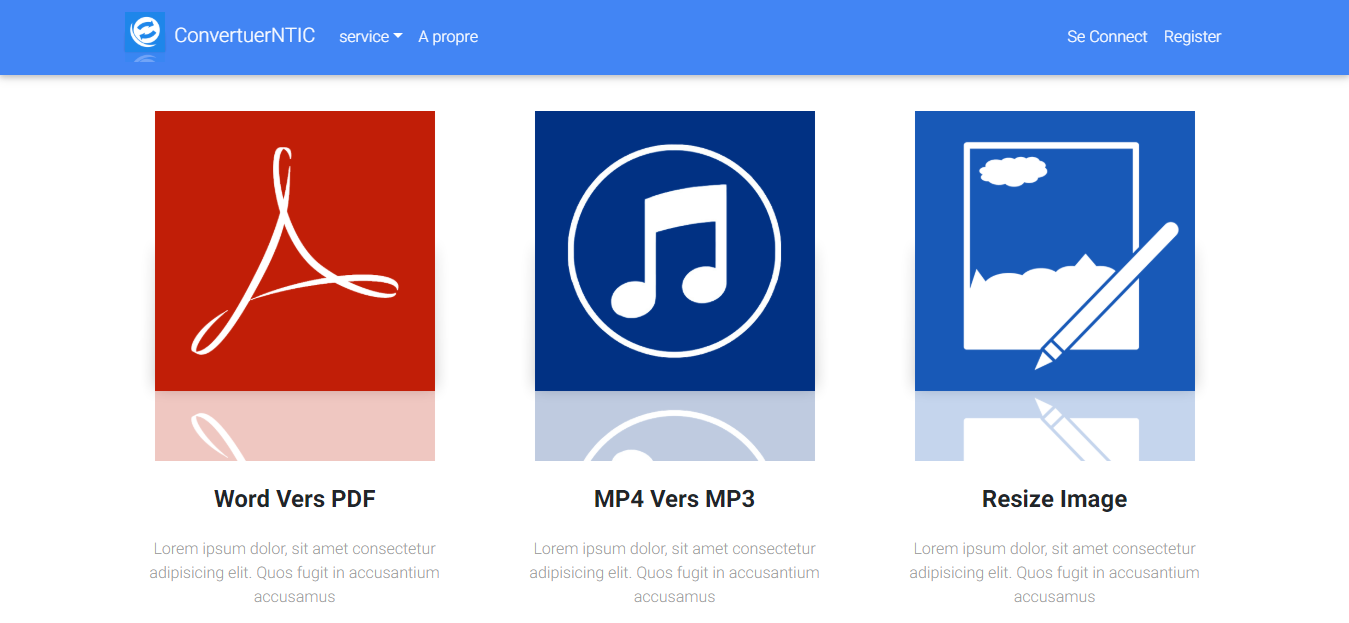 ConvertuerNTIC service A propre Se Connect Register
Word Vers PDF
Lorem ipsum dolor, sit amet consectetur
adipisicing elit. Quos fugit in accusantium
accusamus
MP4 Vers MP3
Lorem ipsum dolor, sit amet consectetur
adipisicing elit. Quos fugit in accusantium
accusamus
Resize Image
Lorem ipsum dolor, sit amet consectetur
adipisicing elit. Quos fugit in accusantium
accusamus